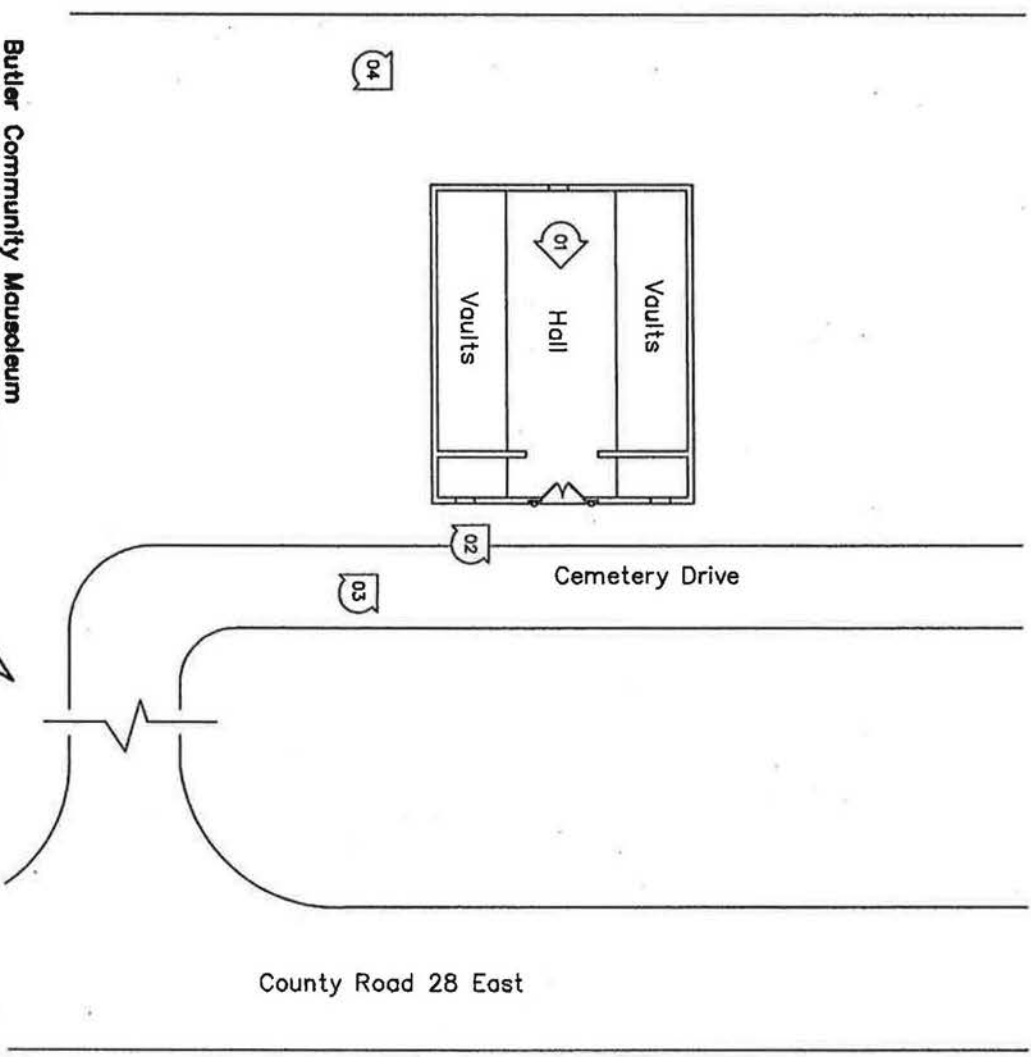 Butler Community Mausoleum
04
01
Hall
Vaults
Vaults
02
03
Cemetery Drive
County Road 28 East